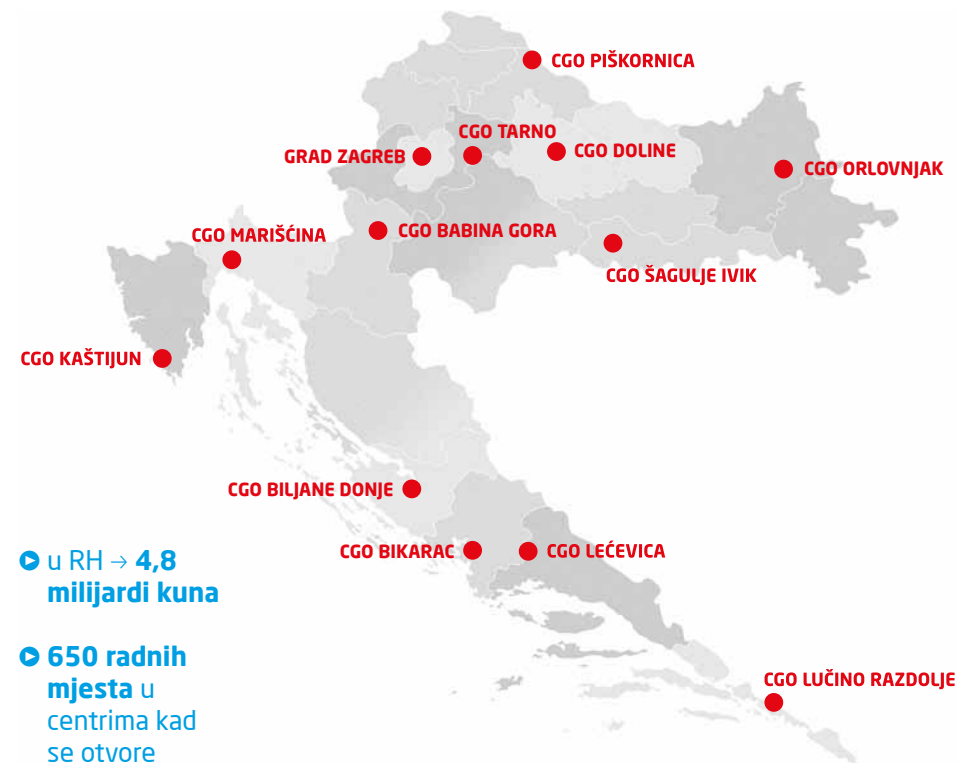 CGO PIŠKORNICA
CGO TARNO
GRAD ZAGREB
CGO DOLINE
CGO ORLOVNJAK
CGO MARIŠĆINA
CGO BABINA GORA
CGO ŠAGULJE IVIK
CGO KAŠTIJUN
CGO BILJANE DONJE
CGO BIKARAC
CGO LEĆEVICA
u RH → 4,8
milijardi kuna
650 radnih
mjesta u
centrima kad
se otvore
CGO LUČINO RAZDOLJE